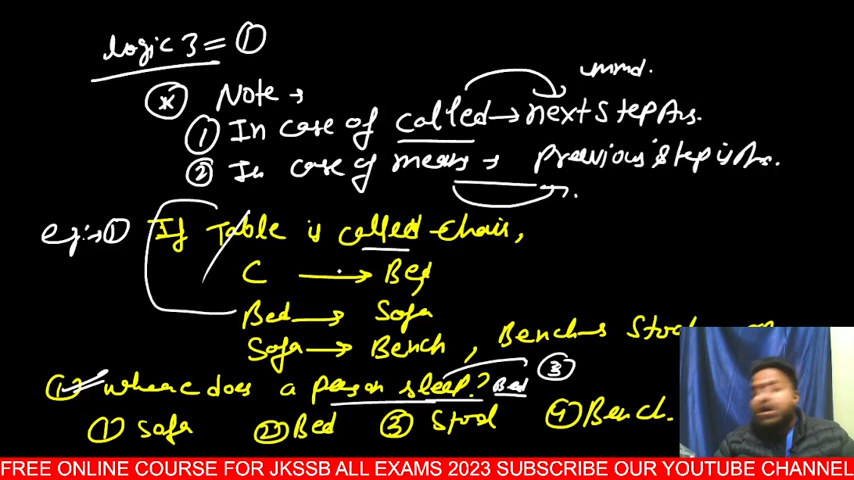 logic 3 = ①
ummd.
* Note →
① In case of called → next step Ans.
② In case of means → previous step is Ans.
eg:→ ① If Table is called Chair,
C → Bed
Bed → Sofa
Sofa → Bench, Bench → Stool
① where does a person sleep? Bed ③
① Sofa ② Bed ③ Stool ④ Bench.
FREE ONLINE COURSE FOR JKSSB ALL EXAMS 2023 SUBSCRIBE OUR YOUTUBE CHANNEL